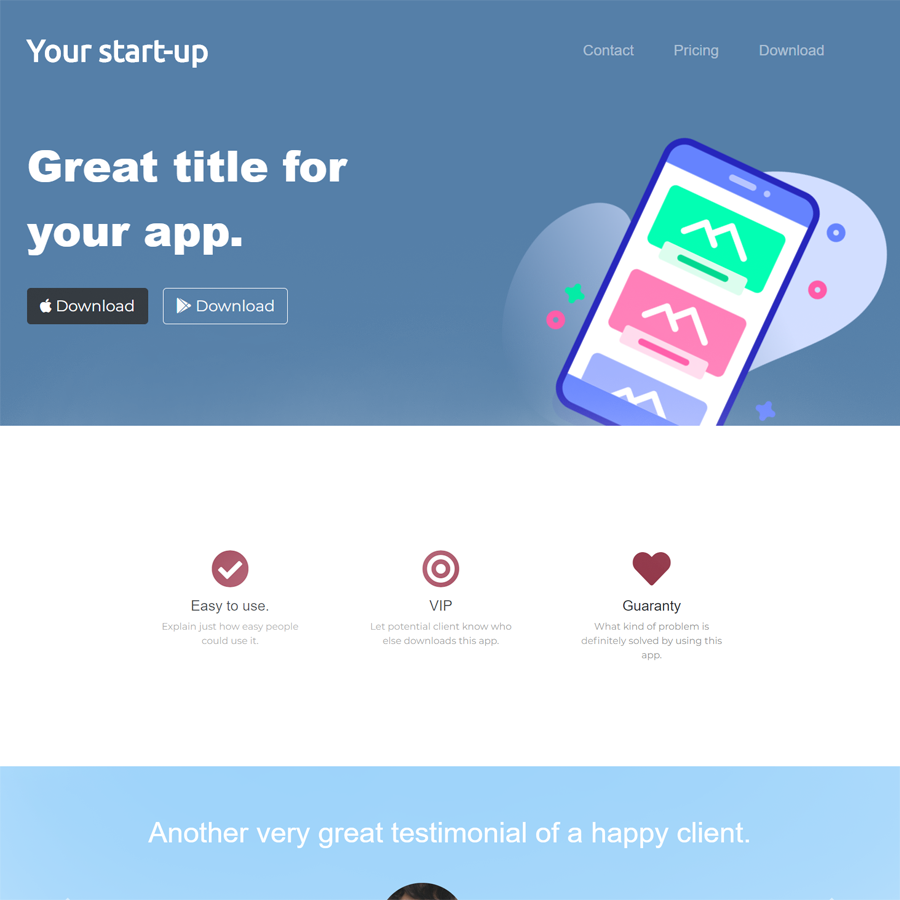 Your start-up
Contact
Pricing
Download
Great title for
your app.
Download
Download
Easy to use.
Explain just how easy people
could use it.
VIP
Let potential client know who
else downloads this app.
Guaranty
What kind of problem is
definitely solved by using this
app.
Another very great testimonial of a happy client.